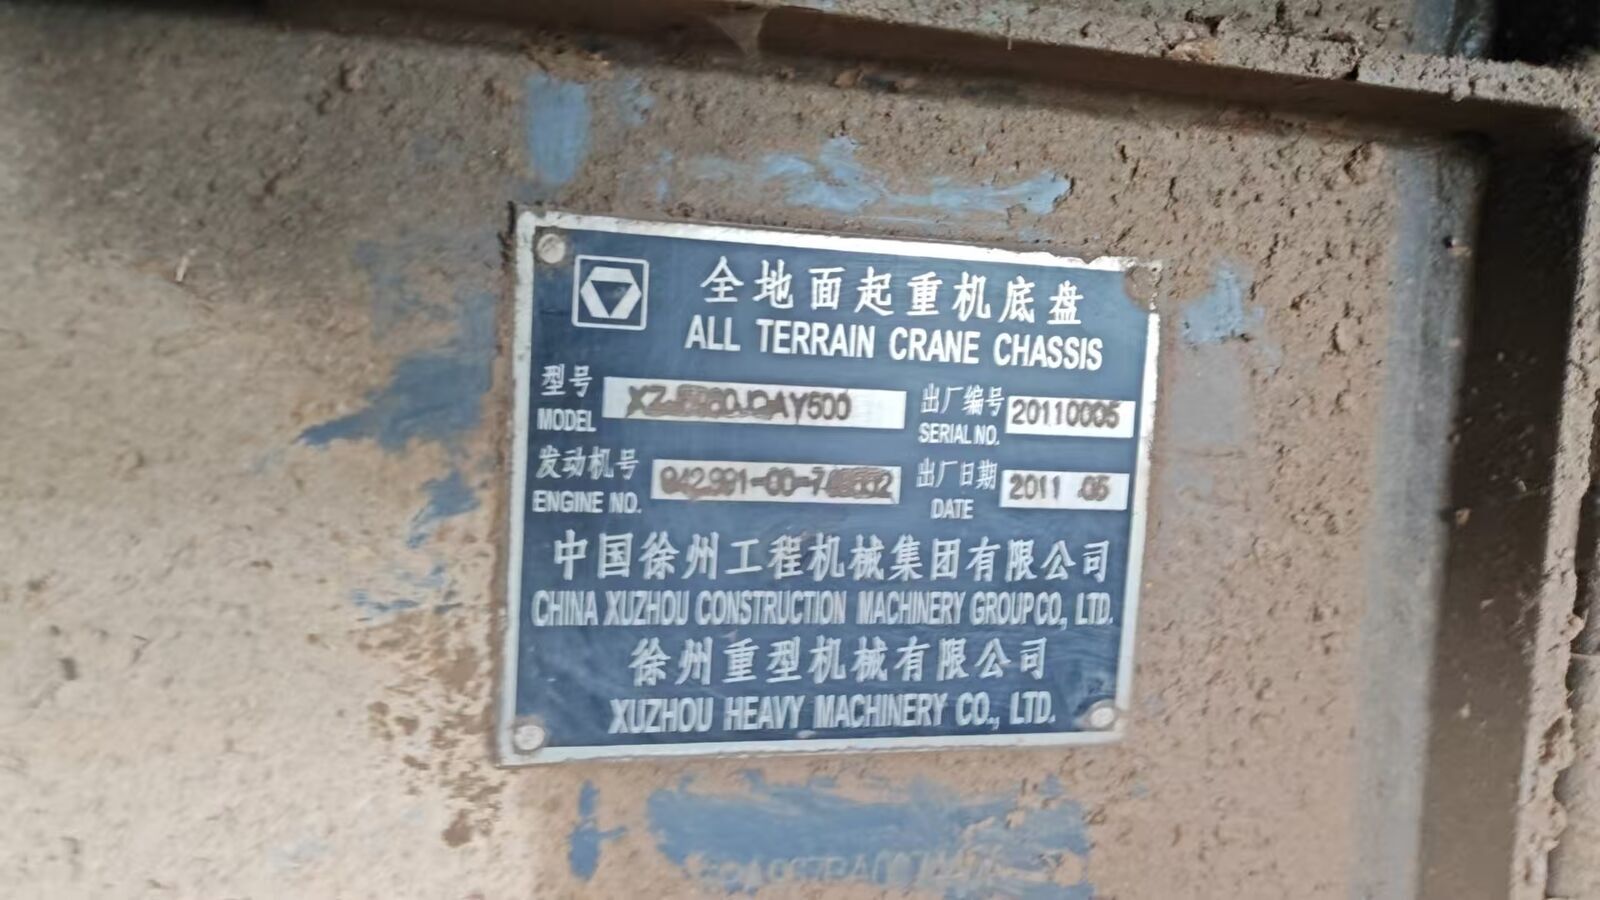 全地面起重机底盘
ALL TERRAIN CRANE CHASSIS
型号
MODEL
出厂编号 20110005
SERIAL NO.
发动机号
ENGINE NO.
出厂日期 2011 05
DATE
中国徐州工程机械集团有限公司
CHINA XUZHOU CONSTRUCTION MACHINERY GROUP CO., LTD.
徐州重型机械有限公司
XUZHOU HEAVY MACHINERY CO., LTD.